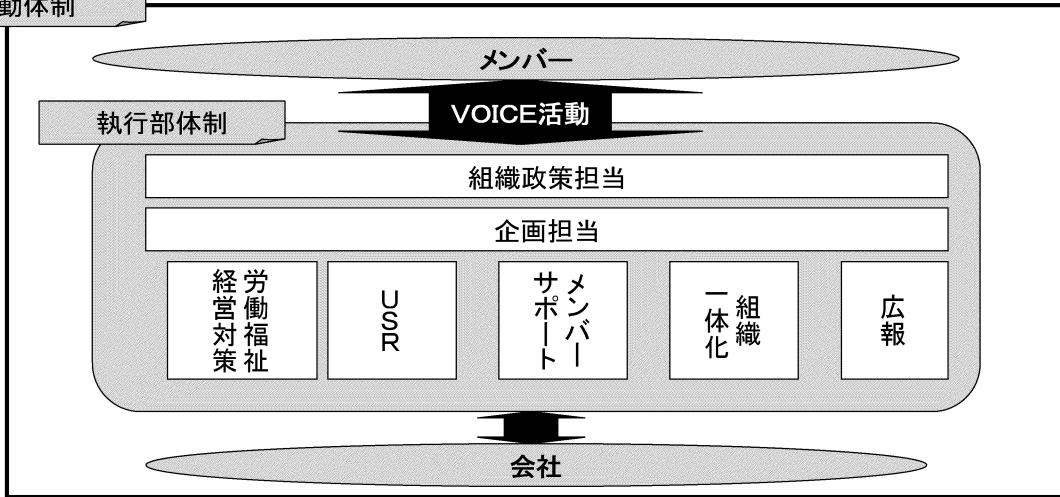 動体制
メンバー
VOICE活動
執行部体制
組織政策担当
企画担当
労働福祉
経営対策
USR
メンバー
サポート
組織
一体化
広報
会社